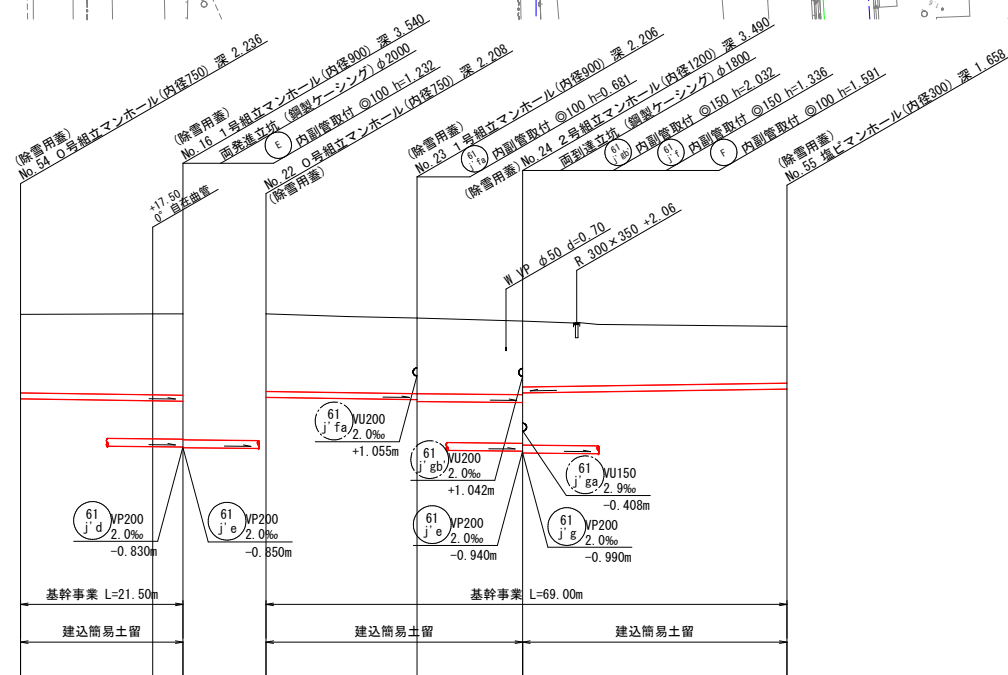 (除雪用蓋)
No.54 0号組立マンホール(内径750) 深 2.236
+17.50
0° 自在曲管
(除雪用蓋)
No.16 1号組立マンホール(内径900) 深 3.540
両発進立坑 (鋼製ケーシング) φ2000
E 内副管取付 ◎100 h=1.232
No.22 0号組立マンホール(内径750) 深 2.208
(除雪用蓋)
(除雪用蓋)
No.23 1号組立マンホール(内径900) 深 2.206
61 j'fa 内副管取付 ◎100 h=0.681
(除雪用蓋)
No.24 2号組立マンホール(内径1200) 深 3.490
両到達立坑 (鋼製ケーシング) φ1800
61 j'gb' 内副管取付 ◎150 h=2.032
61 j'f 内副管取付 ◎150 h=1.336
F 内副管取付 ◎100 h=1.591
(除雪用蓋)
No.55 塩ビマンホール(内径300) 深 1.658
W VP φ50 d=0.70
R 300×350 +2.06
61 j'fa VU200
2.0‰
+1.055m
61 j'gb' VU200
2.0‰
+1.042m
61 j'ga VU150
2.9‰
-0.408m
61 j'd VP200
2.0‰
-0.830m
61 j'e VP200
2.0‰
-0.850m
61 j'e VP200
2.0‰
-0.940m
61 j'g VP200
2.0‰
-0.990m
基幹事業 L=21.50m
基幹事業 L=69.00m
建込簡易土留
建込簡易土留
建込簡易土留